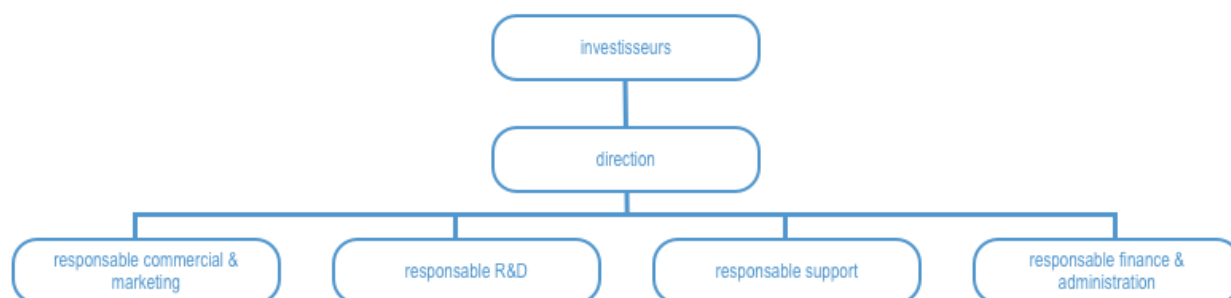 investisseurs
direction
responsable commercial &
marketing
responsable R&D
responsable support
responsable finance &
administration